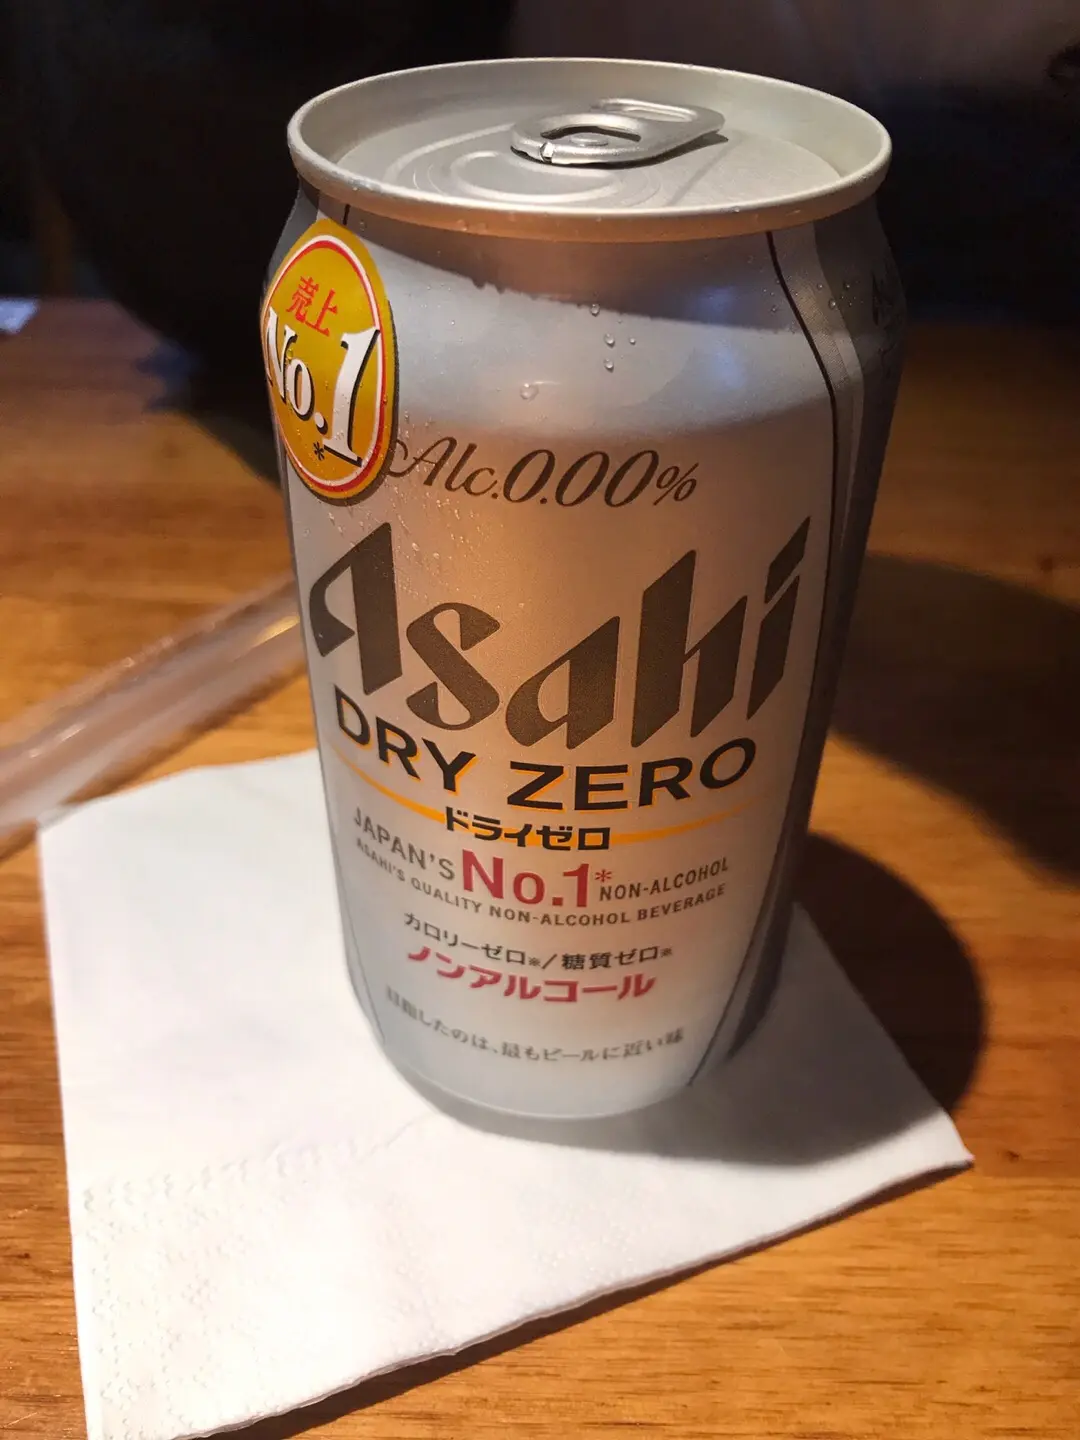 売上
No.1
*
Alc.0.00%
Asahi
DRY ZERO
ドライゼロ
JAPAN'S No.1* NON-ALCOHOL
ASAHI'S QUALITY NON-ALCOHOL BEVERAGE
カロリーゼロ※/糖質ゼロ※
ノンアルコール
目指したのは、最もビールに近い味